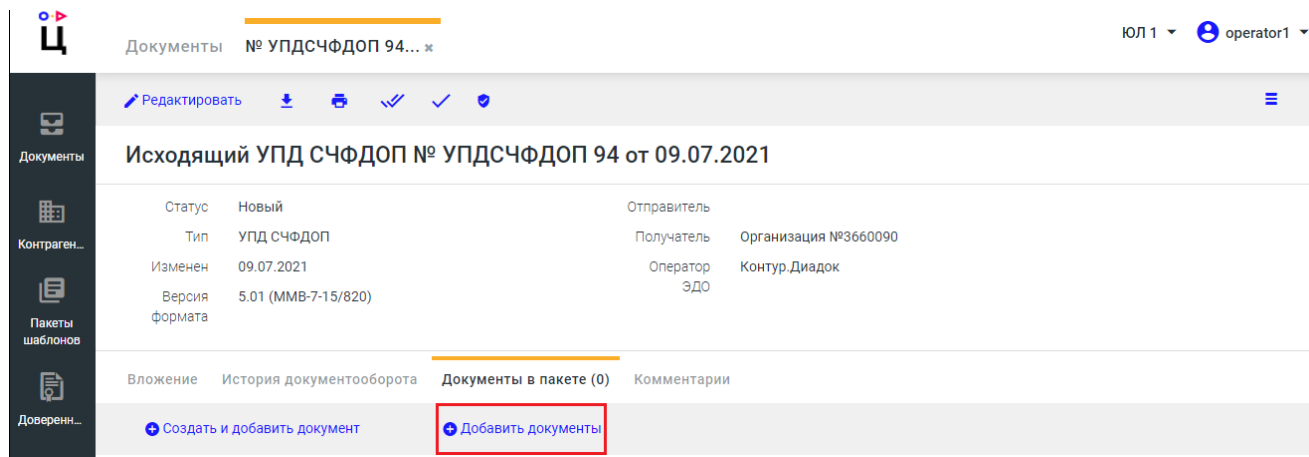 Ц
Документы № УПДСЧФДОП 94... ×
ЮЛ 1 operator1
Редактировать
Документы
Исходящий УПД СЧФДОП № УПДСЧФДОП 94 от 09.07.2021
Статус Новый Отправитель
Контраген...
Тип УПД СЧФДОП Получатель Организация №3660090
Изменен 09.07.2021 Оператор ЭДО Контур.Диадок
Версия формата 5.01 (ММВ-7-15/820)
Пакеты
шаблонов
Вложение История документооборота Документы в пакете (0) Комментарии
Доверенн...
Создать и добавить документ Добавить документы